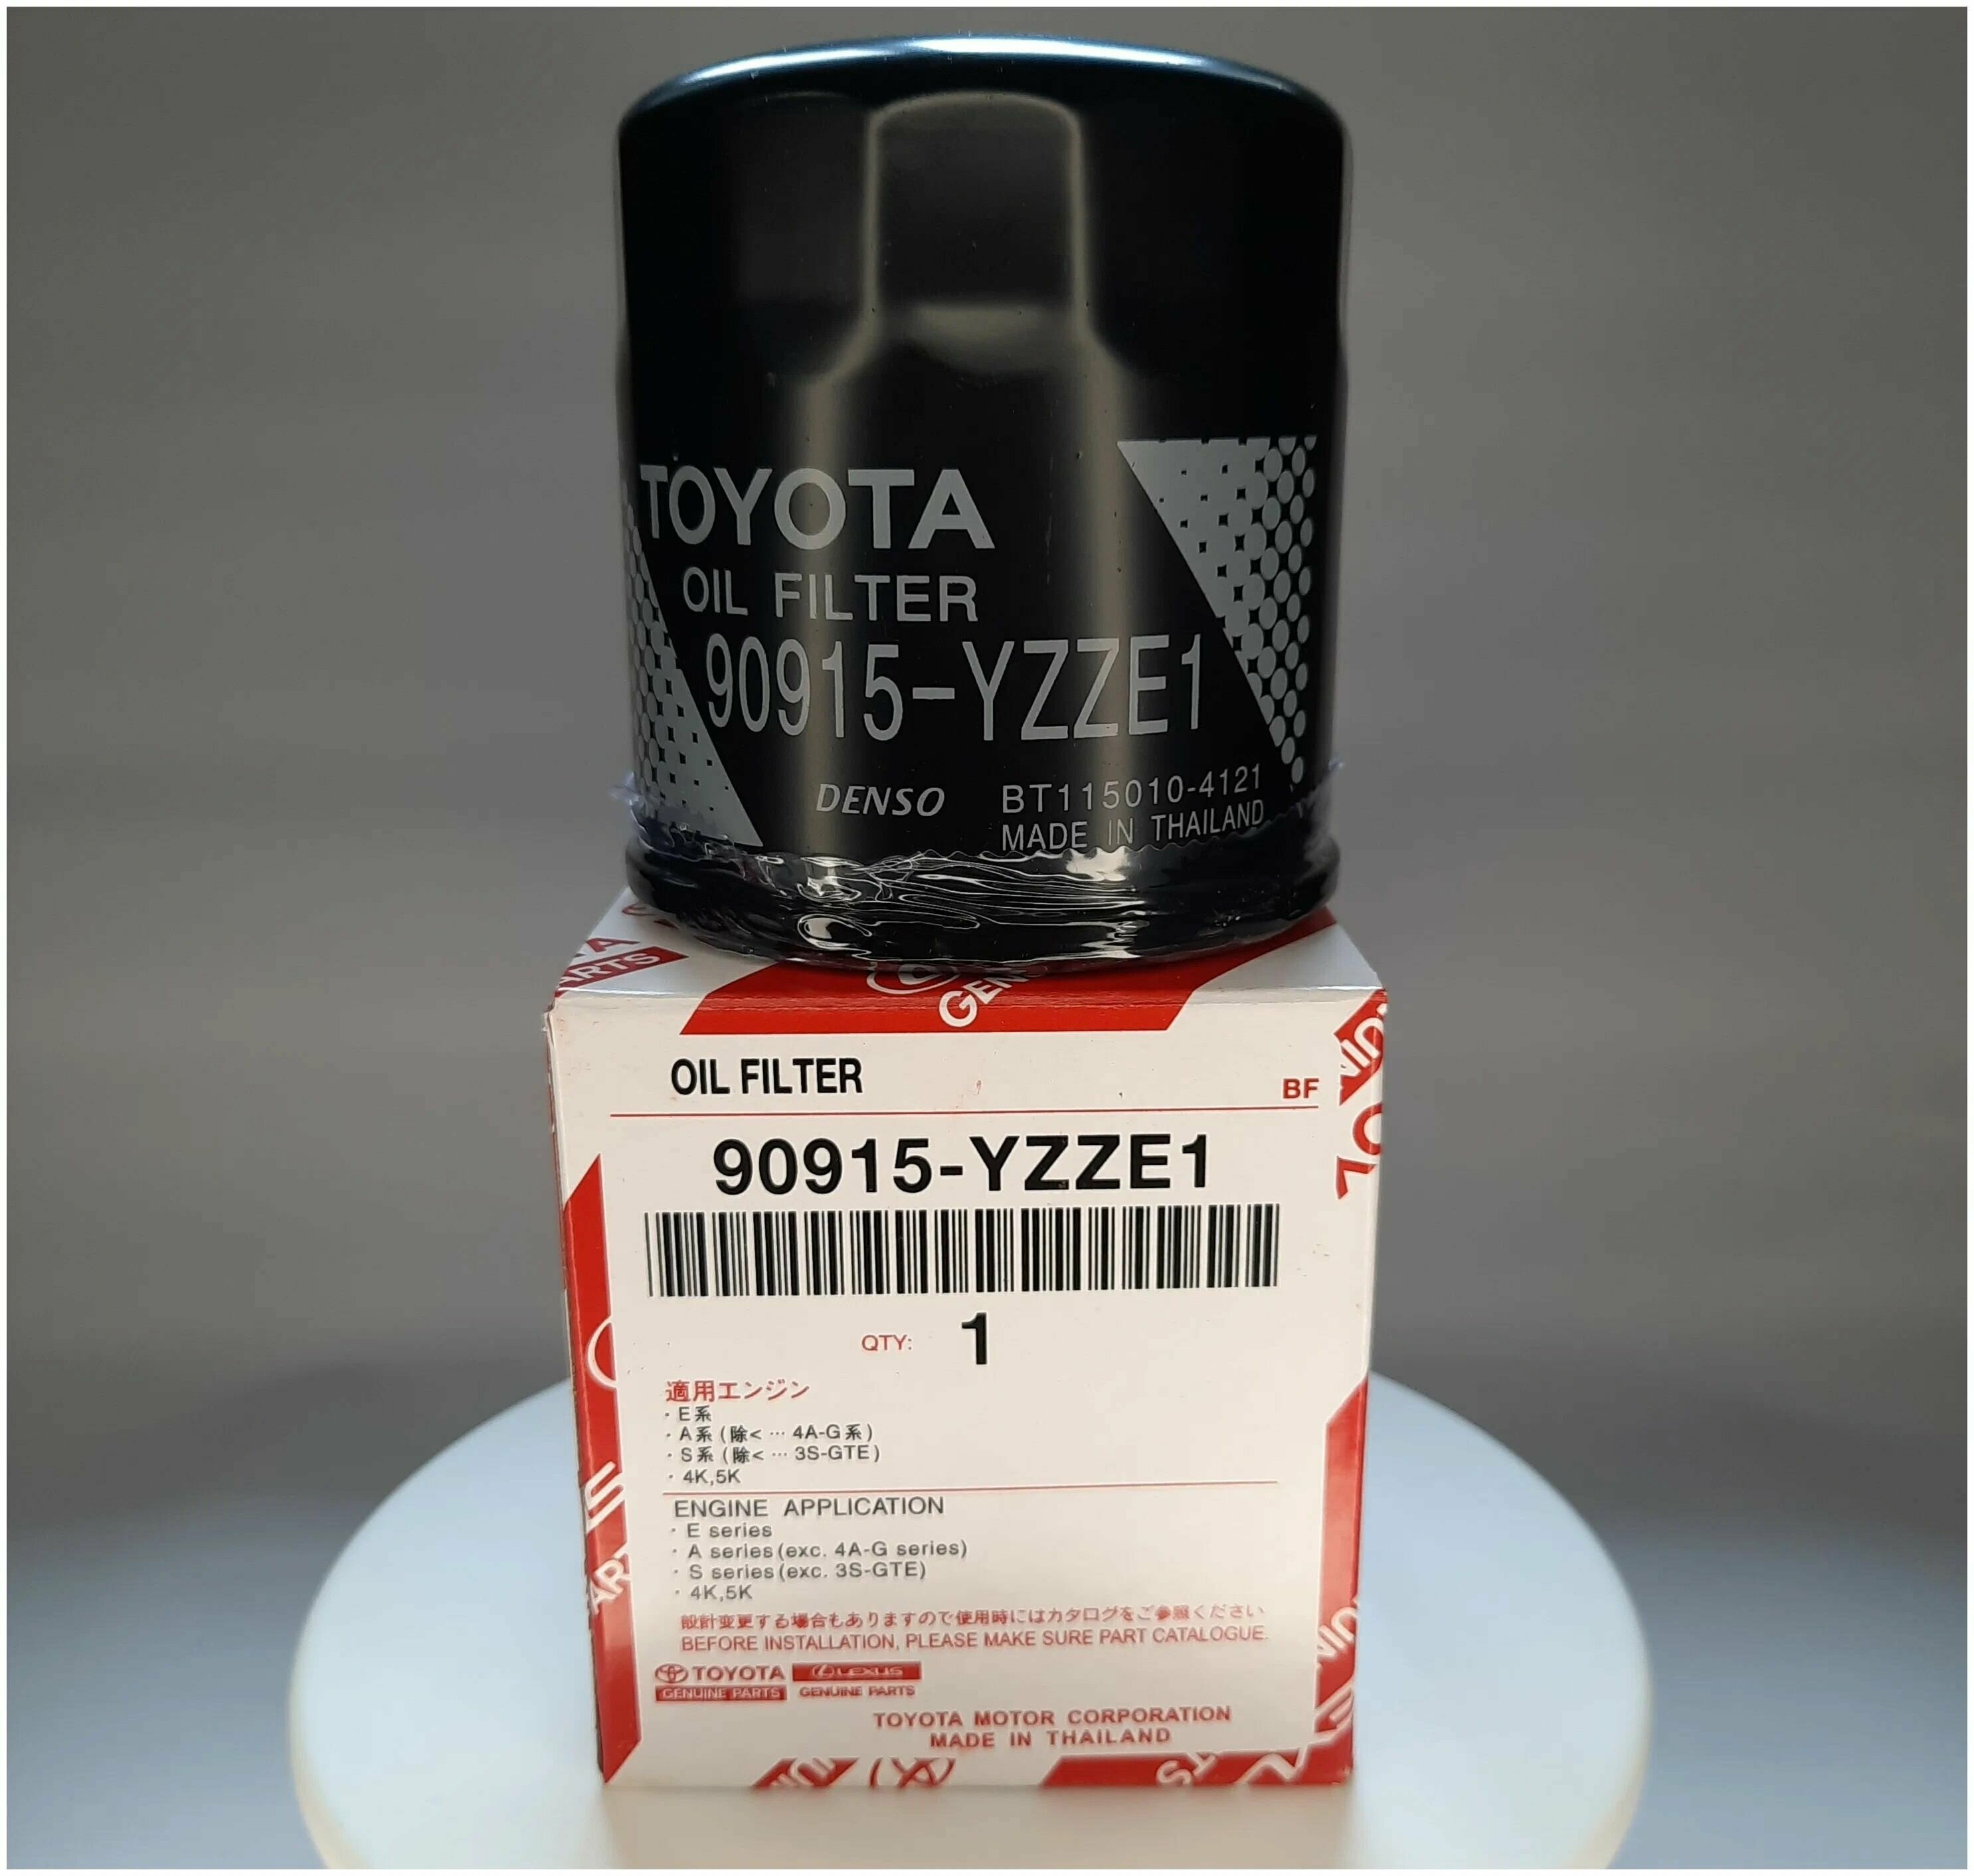 TOYOTA
OIL FILTER
90915-YZZE1
DENSO
BT115010-4121
MADE IN THAILAND
PARTS
OIL FILTER
BF
90915-YZZE1
QTY: 1
適用エンジン
・E系
・A系(除< … 4A-G系)
・S系(除< … 3S-GTE)
・4K,5K
ENGINE APPLICATION
・E series
・A series(exc. 4A-G series)
・S series(exc. 3S-GTE)
・4K,5K
設計変更する場合もありますので使用時にはカタログをご参照ください
BEFORE INSTALLATION, PLEASE MAKE SURE PART CATALOGUE.
TOYOTA
GENUINE PARTS
LEXUS
GENUINE PARTS
TOYOTA MOTOR CORPORATION
MADE IN THAILAND